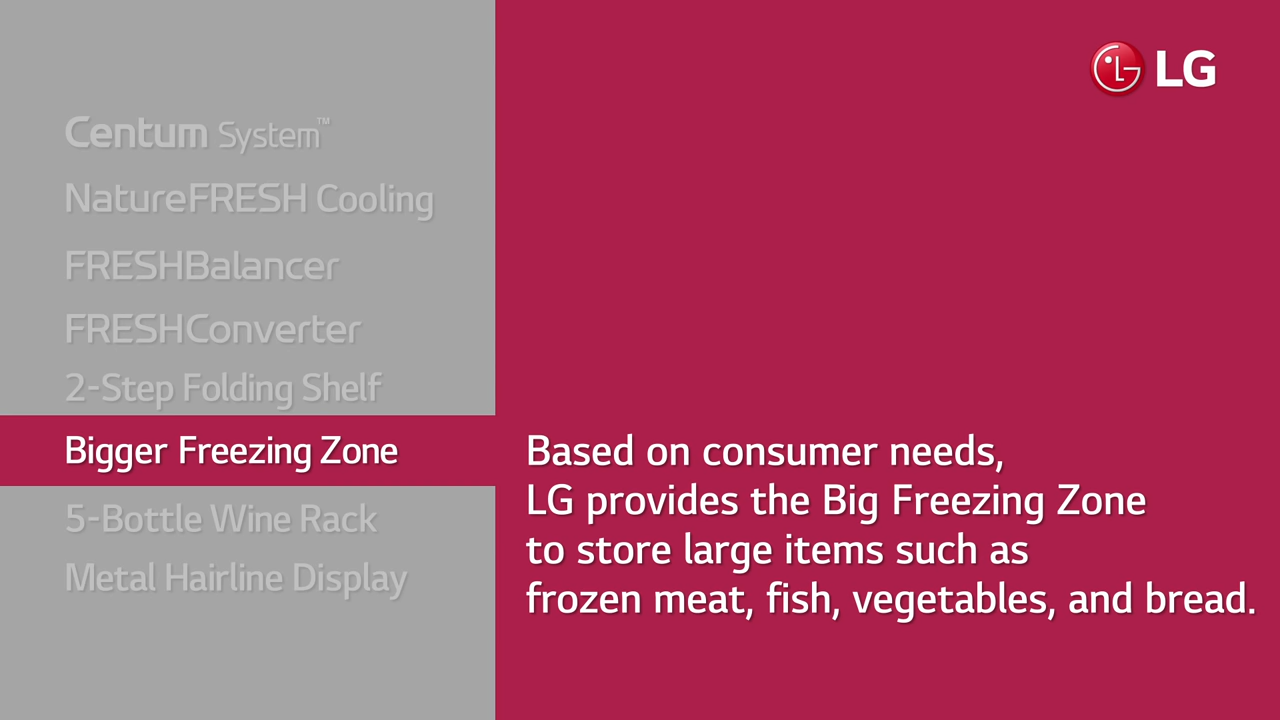 LG
Centum System™
NatureFRESH Cooling
FRESHBalancer
FRESHConverter
2-Step Folding Shelf
Bigger Freezing Zone
5-Bottle Wine Rack
Metal Hairline Display
Based on consumer needs,
LG provides the Big Freezing Zone
to store large items such as
frozen meat, fish, vegetables, and bread.